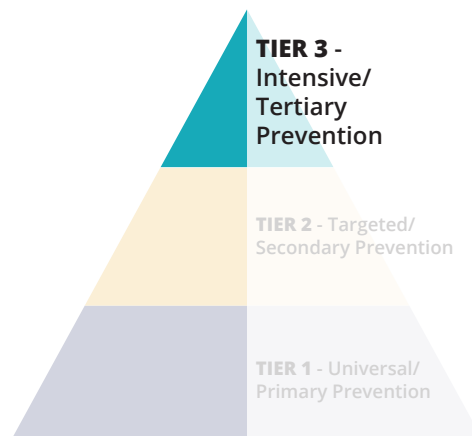 TIER 3 -
Intensive/
Tertiary
Prevention
TIER 2 - Targeted/
Secondary Prevention
TIER 1 - Universal/
Primary Prevention